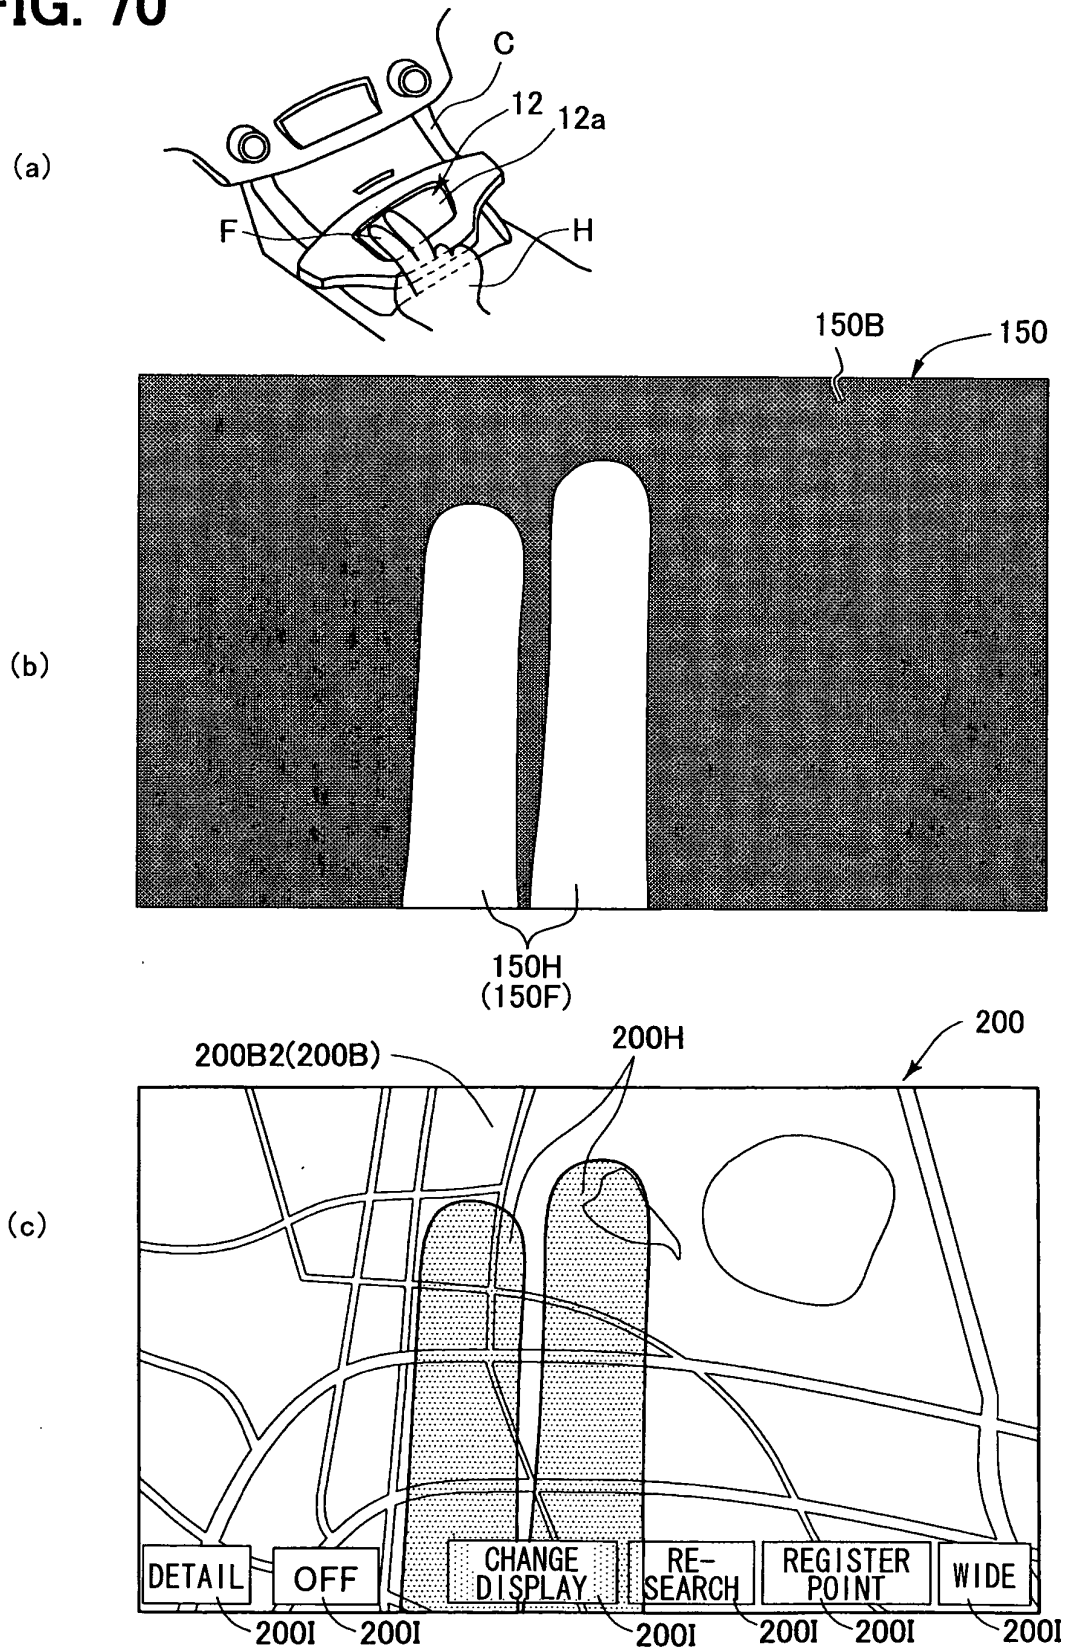 FIG. 70
(a)
C
12
12a
F
H
150B
150
(b)
150H
(150F)
200
200H
200B2(200B)
(c)
DETAIL
OFF
CHANGE
DISPLAY
RE-
SEARCH
REGISTER
POINT
WIDE
200I
200I
200I
200I
200I
200I